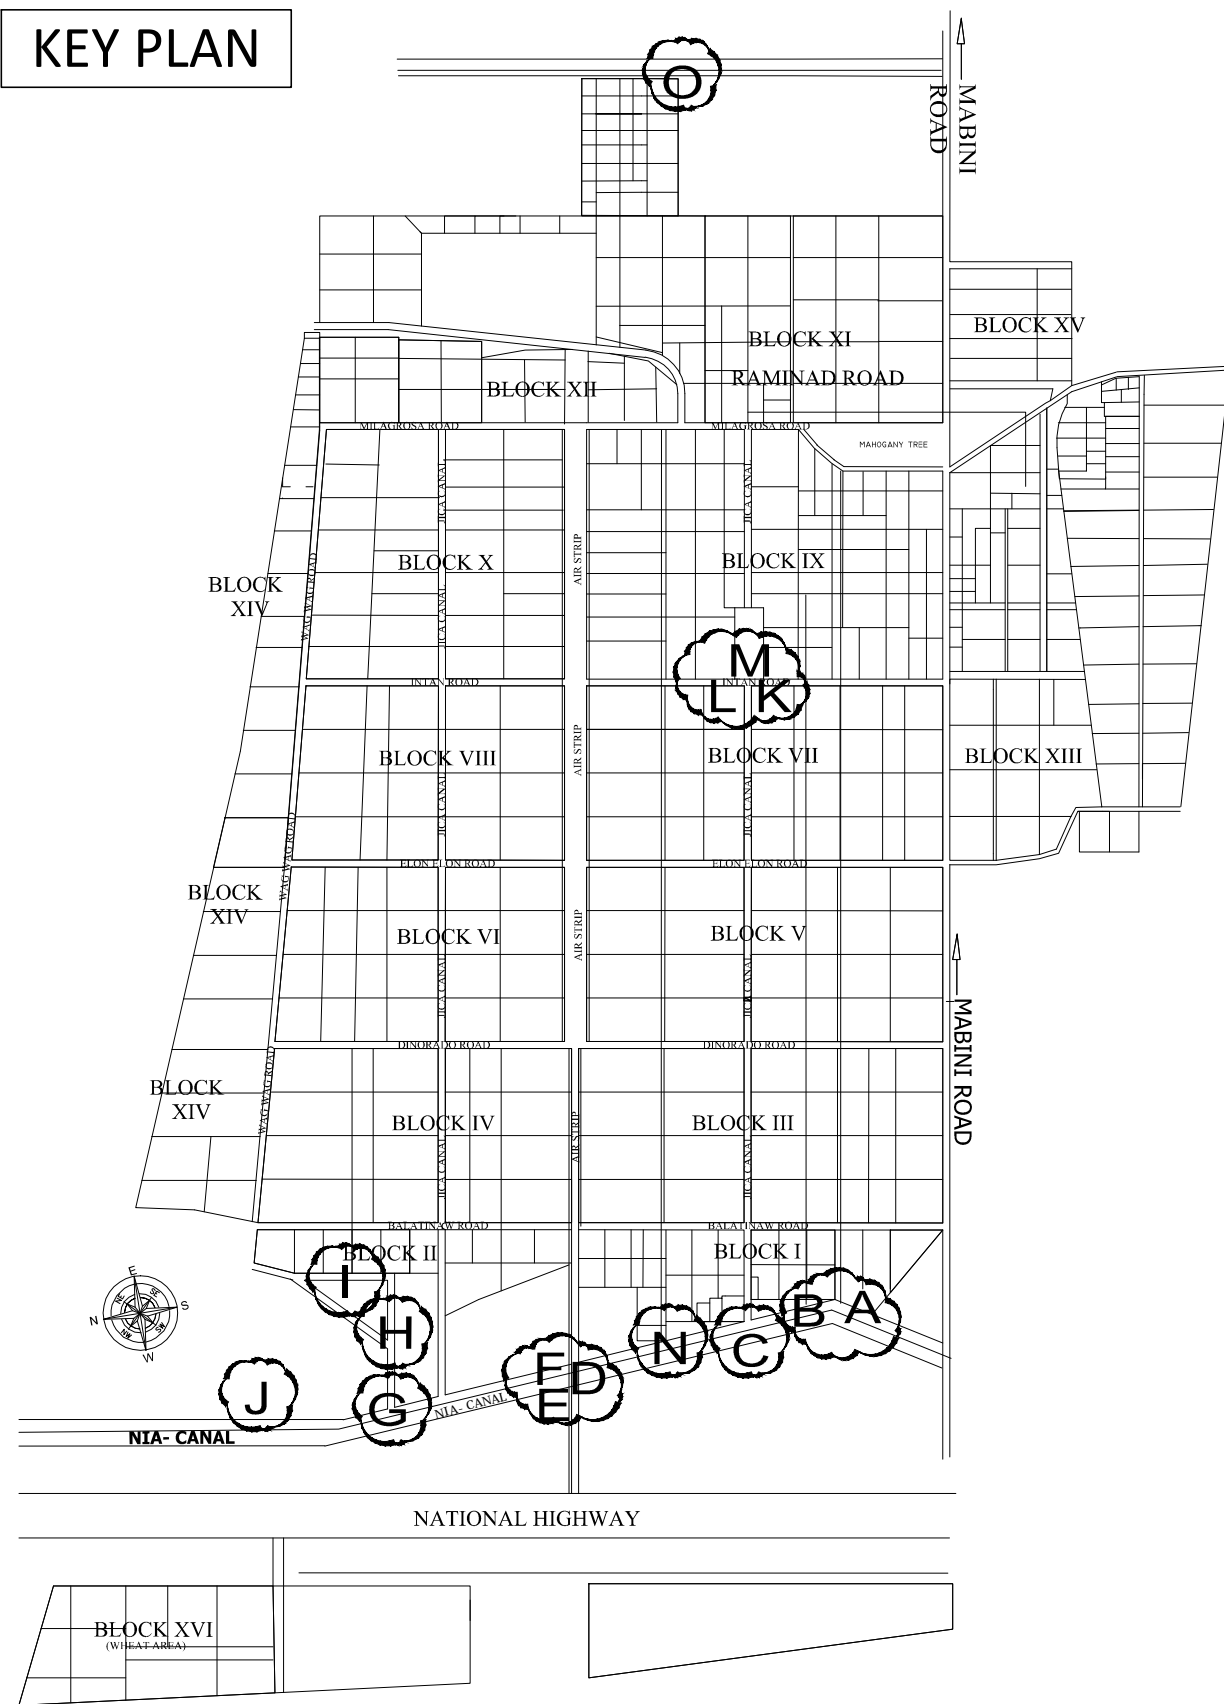 KEY PLAN
O
MABINI
ROAD
BLOCK XV
BLOCK XI
RAMINAD ROAD
BLOCK XII
MILAGROSA ROAD
MILAGROSA ROAD
MAHOGANY TREE
JICA CANAL
JICA CANAL
AIR STRIP
BLOCK X
BLOCK IX
BLOCK
XIV
WAG WAG ROAD
JICA CANAL
M
L K
INTAN ROAD
INTAN ROAD
AIR STRIP
BLOCK VIII
BLOCK VII
BLOCK XIII
JICA CANAL
JICA CANAL
WAG WAG ROAD
ELON ELON ROAD
ELON ELON ROAD
BLOCK
XIV
AIR STRIP
BLOCK VI
BLOCK V
JICA CANAL
JICA CANAL
MABINI ROAD
DINORADO ROAD
DINORADO ROAD
BLOCK
XIV
WAG WAG ROAD
BLOCK IV
BLOCK III
AIR STRIP
JICA CANAL
JICA CANAL
BALATINAW ROAD
BALATINAW ROAD
BLOCK II
BLOCK I
I
E
NE
SE
N
S
NW
SW
W
H
B A
N
C
F
D
E
J
G
NIA- CANAL
NIA- CANAL
NATIONAL HIGHWAY
BLOCK XVI
(WHEAT AREA)